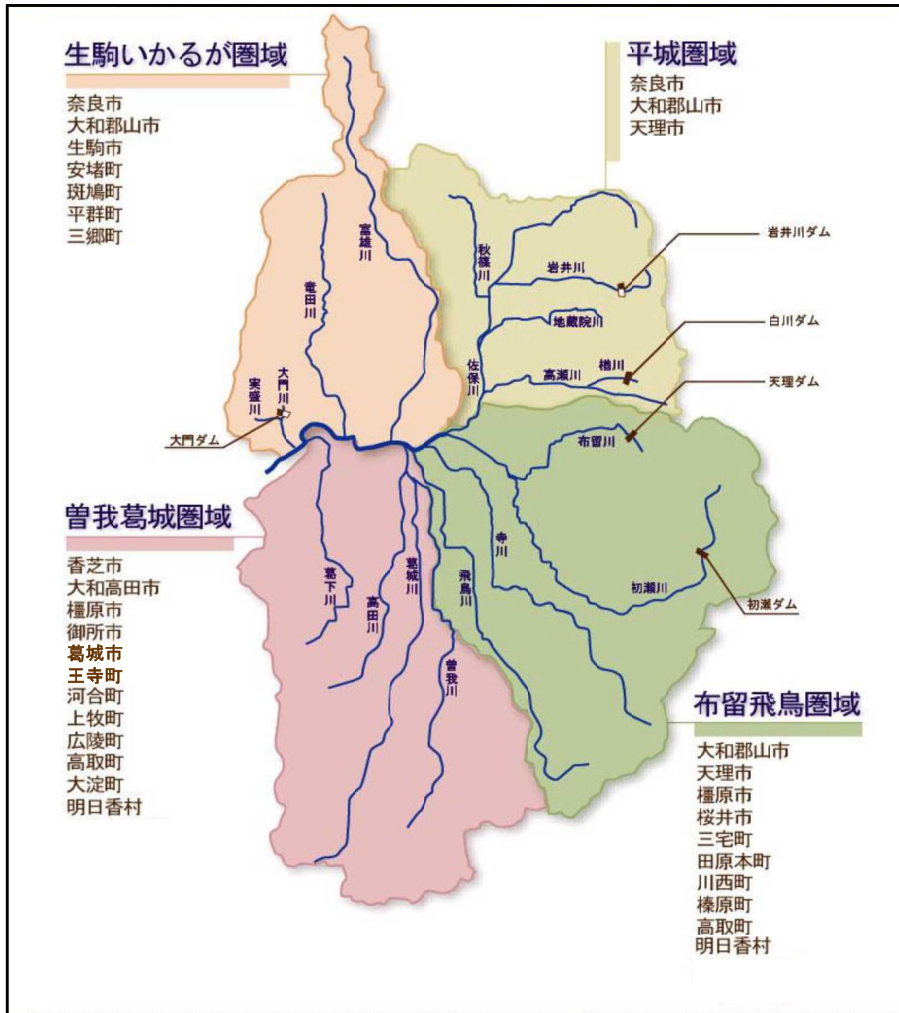 生駒いかるが圏域
奈良市
大和郡山市
生駒市
安堵町
斑鳩町
平群町
三郷町
平城圏域
奈良市
大和郡山市
天理市
富雄川
竜田川
大門川
実盛川
大門ダム
秋篠川
岩井川
岩井川ダム
地蔵院川
白川ダム
楢川
高瀬川
佐保川
天理ダム
布留川
曽我葛城圏域
香芝市
大和高田市
橿原市
御所市
葛城市
王寺町
河合町
上牧町
広陵町
高取町
大淀町
明日香村
葛下川
高田川
葛城川
曽我川
飛鳥川
寺川
初瀬川
初瀬ダム
布留飛鳥圏域
大和郡山市
天理市
橿原市
桜井市
三宅町
田原本町
川西町
榛原町
高取町
明日香村